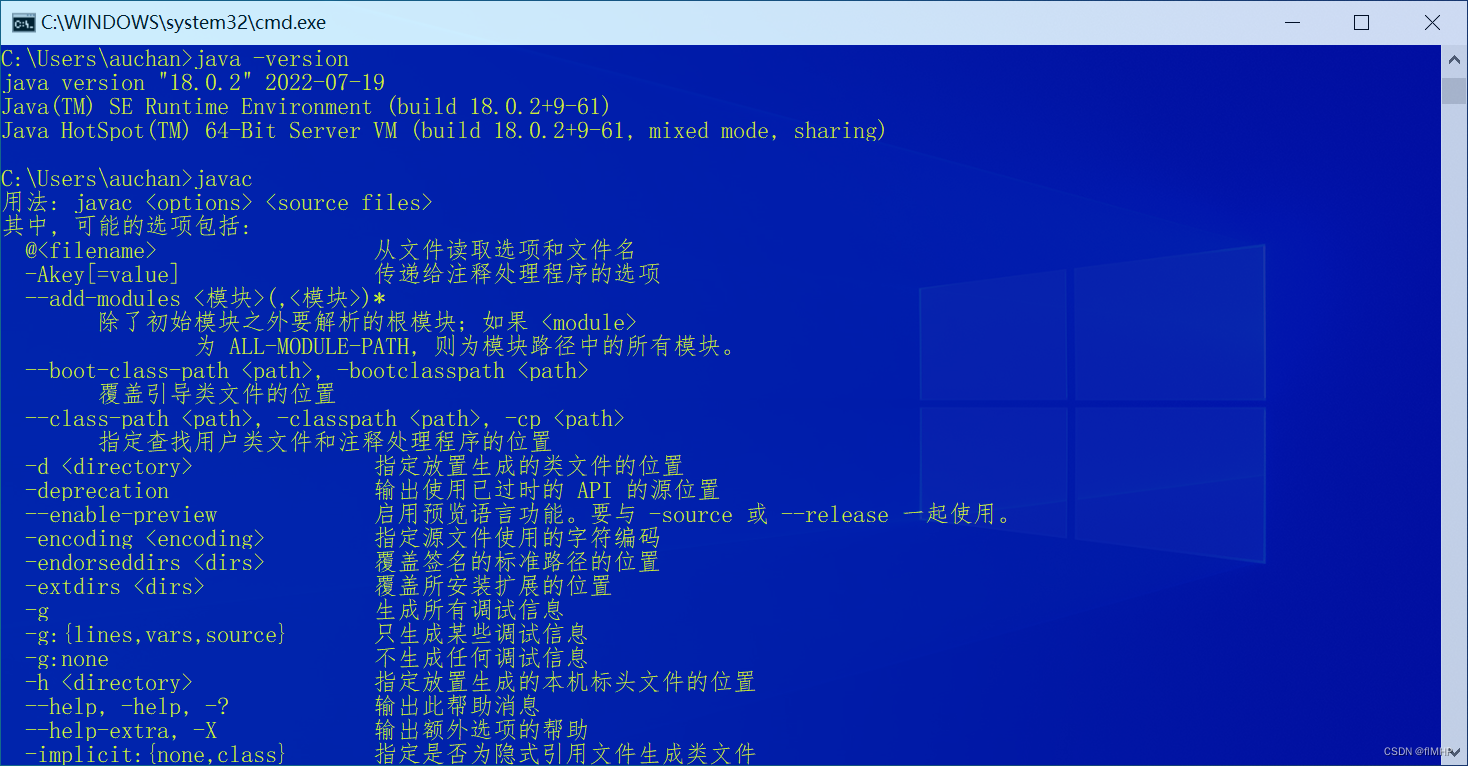 C:\WINDOWS\system32\cmd.exe
C:\Users\auchan>java -version
java version "18.0.2" 2022-07-19
Java(TM) SE Runtime Environment (build 18.0.2+9-61)
Java HotSpot(TM) 64-Bit Server VM (build 18.0.2+9-61, mixed mode, sharing)
C:\Users\auchan>javac
用法: javac <options> <source files>
其中, 可能的选项包括:
@<filename> 从文件读取选项和文件名
-Akey[=value] 传递给注释处理程序的选项
--add-modules <模块>(,<模块>)*
除了初始模块之外要解析的根模块; 如果 <module>
为 ALL-MODULE-PATH, 则为模块路径中的所有模块。
--boot-class-path <path>, -bootclasspath <path>
覆盖引导类文件的位置
--class-path <path>, -classpath <path>, -cp <path>
指定查找用户类文件和注释处理程序的位置
-d <directory> 指定放置生成的类文件的位置
-deprecation 输出使用已过时的 API 的源位置
--enable-preview 启用预览语言功能。要与 -source 或 --release 一起使用。
-encoding <encoding> 指定源文件使用的字符编码
-endorseddirs <dirs> 覆盖签名的标准路径的位置
-extdirs <dirs> 覆盖所安装扩展的位置
-g 生成所有调试信息
-g:{lines,vars,source} 只生成某些调试信息
-g:none 不生成任何调试信息
-h <directory> 指定放置生成的本机标头文件的位置
--help, -help, -? 输出此帮助消息
--help-extra, -X 输出额外选项的帮助
-implicit:{none,class} 指定是否为隐式引用文件生成类文件
CSDN